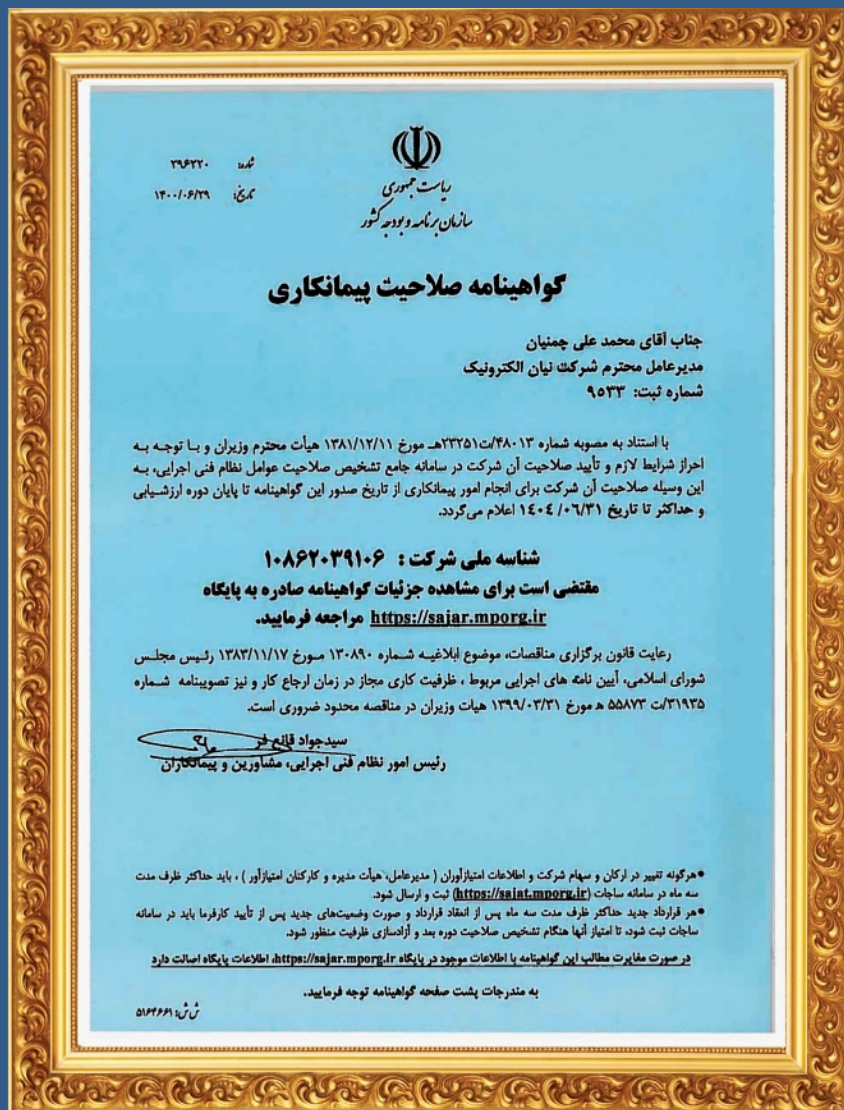 شماره: ۳۹۶۲۲۰
تاریخ: ۱۴۰۰/۰۶/۲۹
ریاست جمهوری
سازمان برنامه و بودجه کشور
گواهینامه صلاحیت پیمانکاری
جناب آقای محمد علی چمنیان
مدیرعامل محترم شرکت نیان الکترونیک
شماره ثبت: ۹۵۳۳
با استناد به مصوبه شماره ۴۸۰۱۳/ت۲۳۲۵۱هـ مورخ ۱۳۸۱/۱۲/۱۱ هیأت محترم وزیران و با توجه به
احراز شرایط لازم و تأیید صلاحیت آن شرکت در سامانه جامع تشخیص صلاحیت عوامل نظام فنی اجرایی، به
این وسیله صلاحیت آن شرکت برای انجام امور پیمانکاری از تاریخ صدور این گواهینامه تا پایان دوره ارزشیابی
و حداکثر تا تاریخ ۱۴۰۴/۰۶/۳۱ اعلام می‌گردد.
شناسه ملی شرکت : ۱۰۸۶۲۰۳۹۱۰۶
مقتضی است برای مشاهده جزئیات گواهینامه صادره به پایگاه
https://sajar.mporg.ir مراجعه فرمایید.
رعایت قانون برگزاری مناقصات، موضوع ابلاغیه شماره ۱۳۰۸۹۰ مورخ ۱۳۸۳/۱۱/۱۷ رئیس مجلس
شورای اسلامی، آیین نامه های اجرایی مربوط ، ظرفیت کاری مجاز در زمان ارجاع کار و نیز تصویبنامه شماره
۳۱۹۳۵/ت ۵۵۸۷۳ ه مورخ ۱۳۹۹/۰۳/۳۱ هیات وزیران در مناقصه محدود ضروری است.
سیدجواد قانع فر
رئیس امور نظام فنی اجرایی، مشاورین و پیمانکاران
●هرگونه تغییر در ارکان و سهام شرکت و اطلاعات امتیازآوران ( مدیرعامل، هیأت مدیره و کارکنان امتیازآور ) ، باید حداکثر ظرف مدت
سه ماه در سامانه ساجات (https://sajat.mporg.ir) ثبت و ارسال شود.
●هر قرارداد جدید حداکثر ظرف مدت سه ماه پس از انعقاد قرارداد و صورت وضعیت‌های جدید پس از تأیید کارفرما باید در سامانه
ساجات ثبت شود، تا امتیاز آنها هنگام تشخیص صلاحیت دوره بعد و آزادسازی ظرفیت منظور شود.
در صورت مغایرت مطالب این گواهینامه با اطلاعات موجود در پایگاه https://sajar.mporg.ir، اطلاعات پایگاه اصالت دارد
به مندرجات پشت صفحه گواهینامه توجه فرمایید.
ش ش: ۵۱۶۴۶۶۱